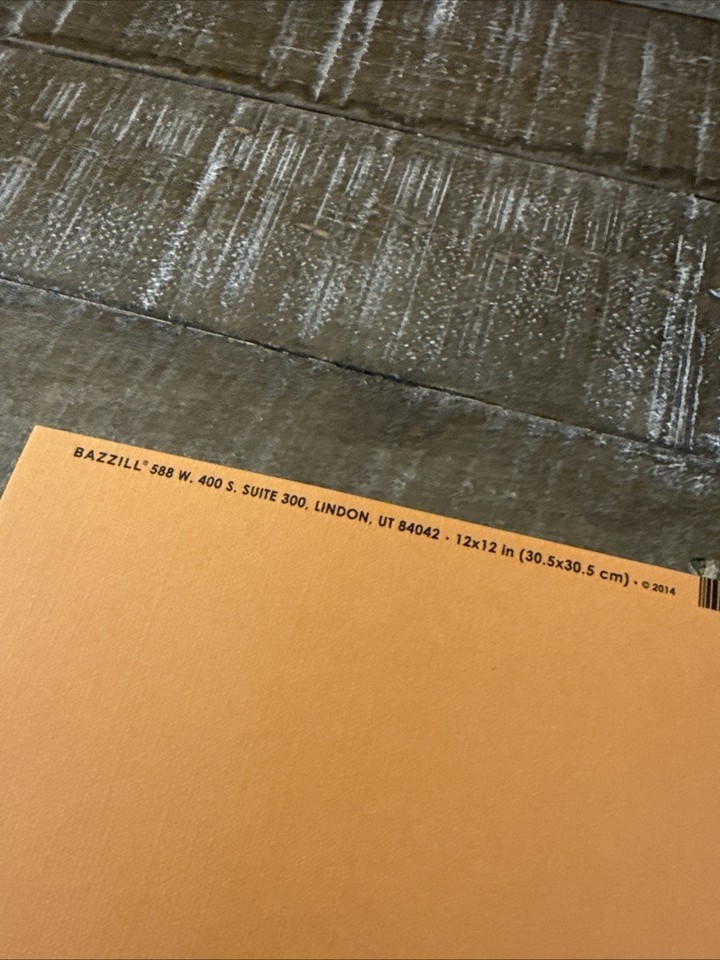 BAZZILL® 588 W. 400 S. SUITE 300, LINDON, UT 84042 · 12x12 in (30.5x30.5 cm) · © 2014